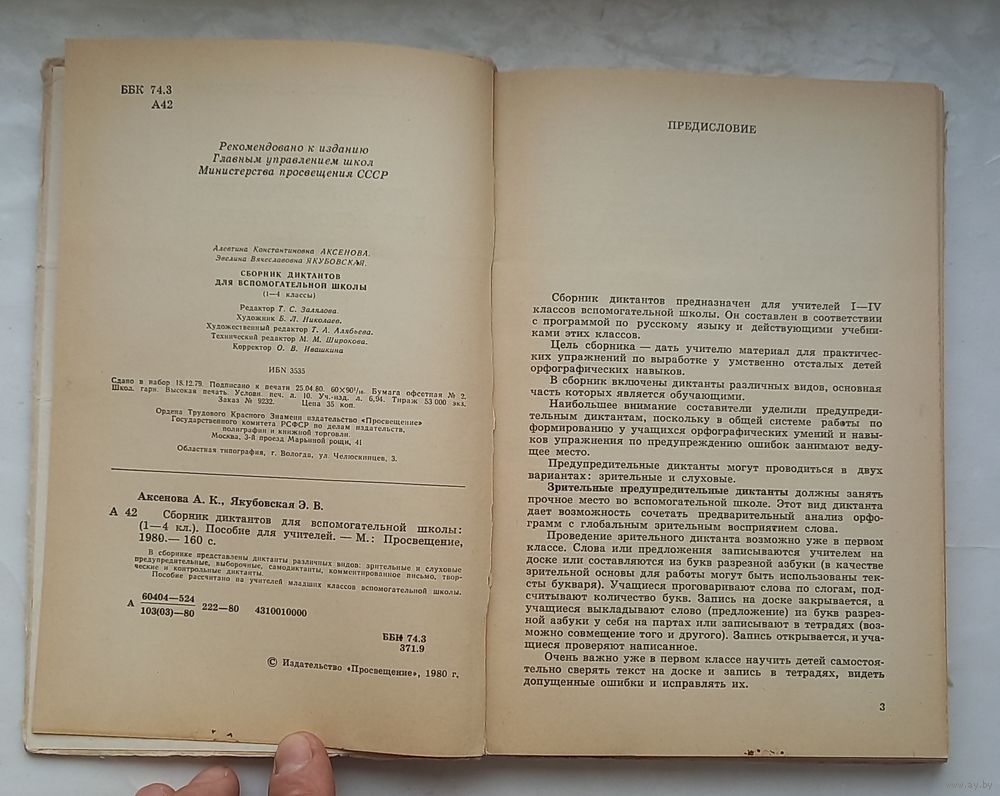 ББК 74.3
А42
Рекомендовано к изданию
Главным управлением школ
Министерства просвещения СССР
Алевтина Константиновна АКСЕНОВА.
Эвелина Вячеславовна ЯКУБОВСКАЯ.
СБОРНИК ДИКТАНТОВ
ДЛЯ ВСПОМОГАТЕЛЬНОЙ ШКОЛЫ
(1—4 классы)
Редактор Т. С. Залялова.
Художник Б. Л. Николаев.
Художественный редактор Т. А. Алябьева.
Технический редактор М. М. Широкова.
Корректор О. В. Ивашкина
ИБN 3535
Сдано в набор 18.12.79. Подписано к печати 25.04.80. 60×90¹/₁₆. Бумага офсетная № 2.
Школ. гарн. Высокая печать. Условн. печ. л. 10. Уч.-изд. л. 6,94. Тираж 53 000 экз.
Заказ № 9232. Цена 35 коп.
Ордена Трудового Красного Знамени издательство «Просвещение»
Государственного комитета РСФСР по делам издательств,
полиграфии и книжной торговли.
Москва, 3-й проезд Марьиной рощи, 41
Областная типография, г. Вологда, ул. Челюскинцев, 3.
Аксенова А. К., Якубовская Э. В.
А 42 Сборник диктантов для вспомогательной школы:
(1—4 кл.). Пособие для учителей. — М.: Просвещение,
1980.— 160 с.
В сборнике представлены диктанты различных видов: зрительные и слуховые
предупредительные, выборочные, самодиктанты, комментированное письмо, твор-
ческие и контрольные диктанты.
Пособие рассчитано на учителей младших классов вспомогательной школы.
А 60404—524
103(03)—80 222—80 4310010000
ББК 74.3
371.9
© Издательство «Просвещение», 1980 г.
ПРЕДИСЛОВИЕ
Сборник диктантов предназначен для учителей I—IV
классов вспомогательной школы. Он составлен в соответствии
с программой по русскому языку и действующими учебни-
ками этих классов.
Цель сборника — дать учителю материал для практичес-
ких упражнений по выработке у умственно отсталых детей
орфографических навыков.
В сборник включены диктанты различных видов, основная
часть которых является обучающими.
Наибольшее внимание составители уделили предупреди-
тельным диктантам, поскольку в общей системе работы по
формированию у учащихся орфографических умений и навы-
ков упражнения по предупреждению ошибок занимают веду-
щее место.
Предупредительные диктанты могут проводиться в двух
вариантах: зрительные и слуховые.
Зрительные предупредительные диктанты должны занять
прочное место во вспомогательной школе. Этот вид диктанта
дает возможность сочетать предварительный анализ орфо-
грамм с глобальным зрительным восприятием слова.
Проведение зрительного диктанта возможно уже в первом
классе. Слова или предложения записываются учителем на
доске или составляются из букв разрезной азбуки (в качестве
зрительной основы для работы могут быть использованы тек-
сты букваря). Учащиеся проговаривают слова по слогам, под-
считывают количество букв. Запись на доске закрывается, а
учащиеся выкладывают слово (предложение) из букв разрез-
ной азбуки у себя на партах или записывают в тетрадях (воз-
можно совмещение того и другого). Запись открывается, и уча-
щиеся проверяют написанное.
Очень важно уже в первом классе научить детей самостоя-
тельно сверять текст на доске и запись в тетрадях, видеть
допущенные ошибки и исправлять их.
3
www.ay.by